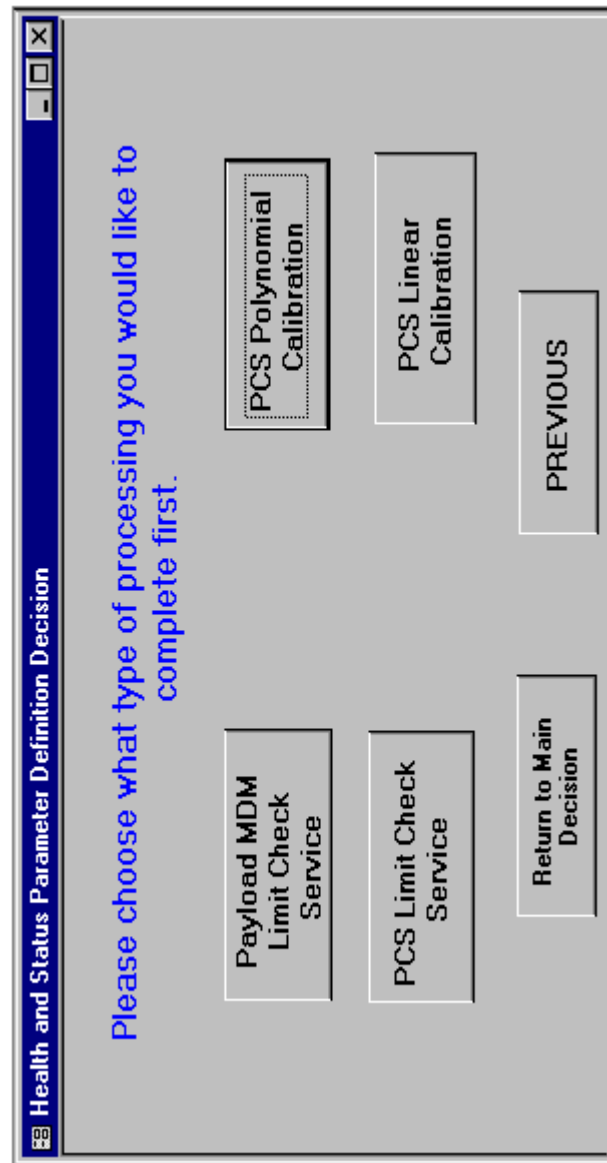 Health and Status Parameter Definition Decision
Please choose what type of processing you would like to
complete first.
Payload MDM
Limit Check
Service
PCS Polynomial
Calibration
PCS Limit Check
Service
PCS Linear
Calibration
Return to Main
Decision
PREVIOUS